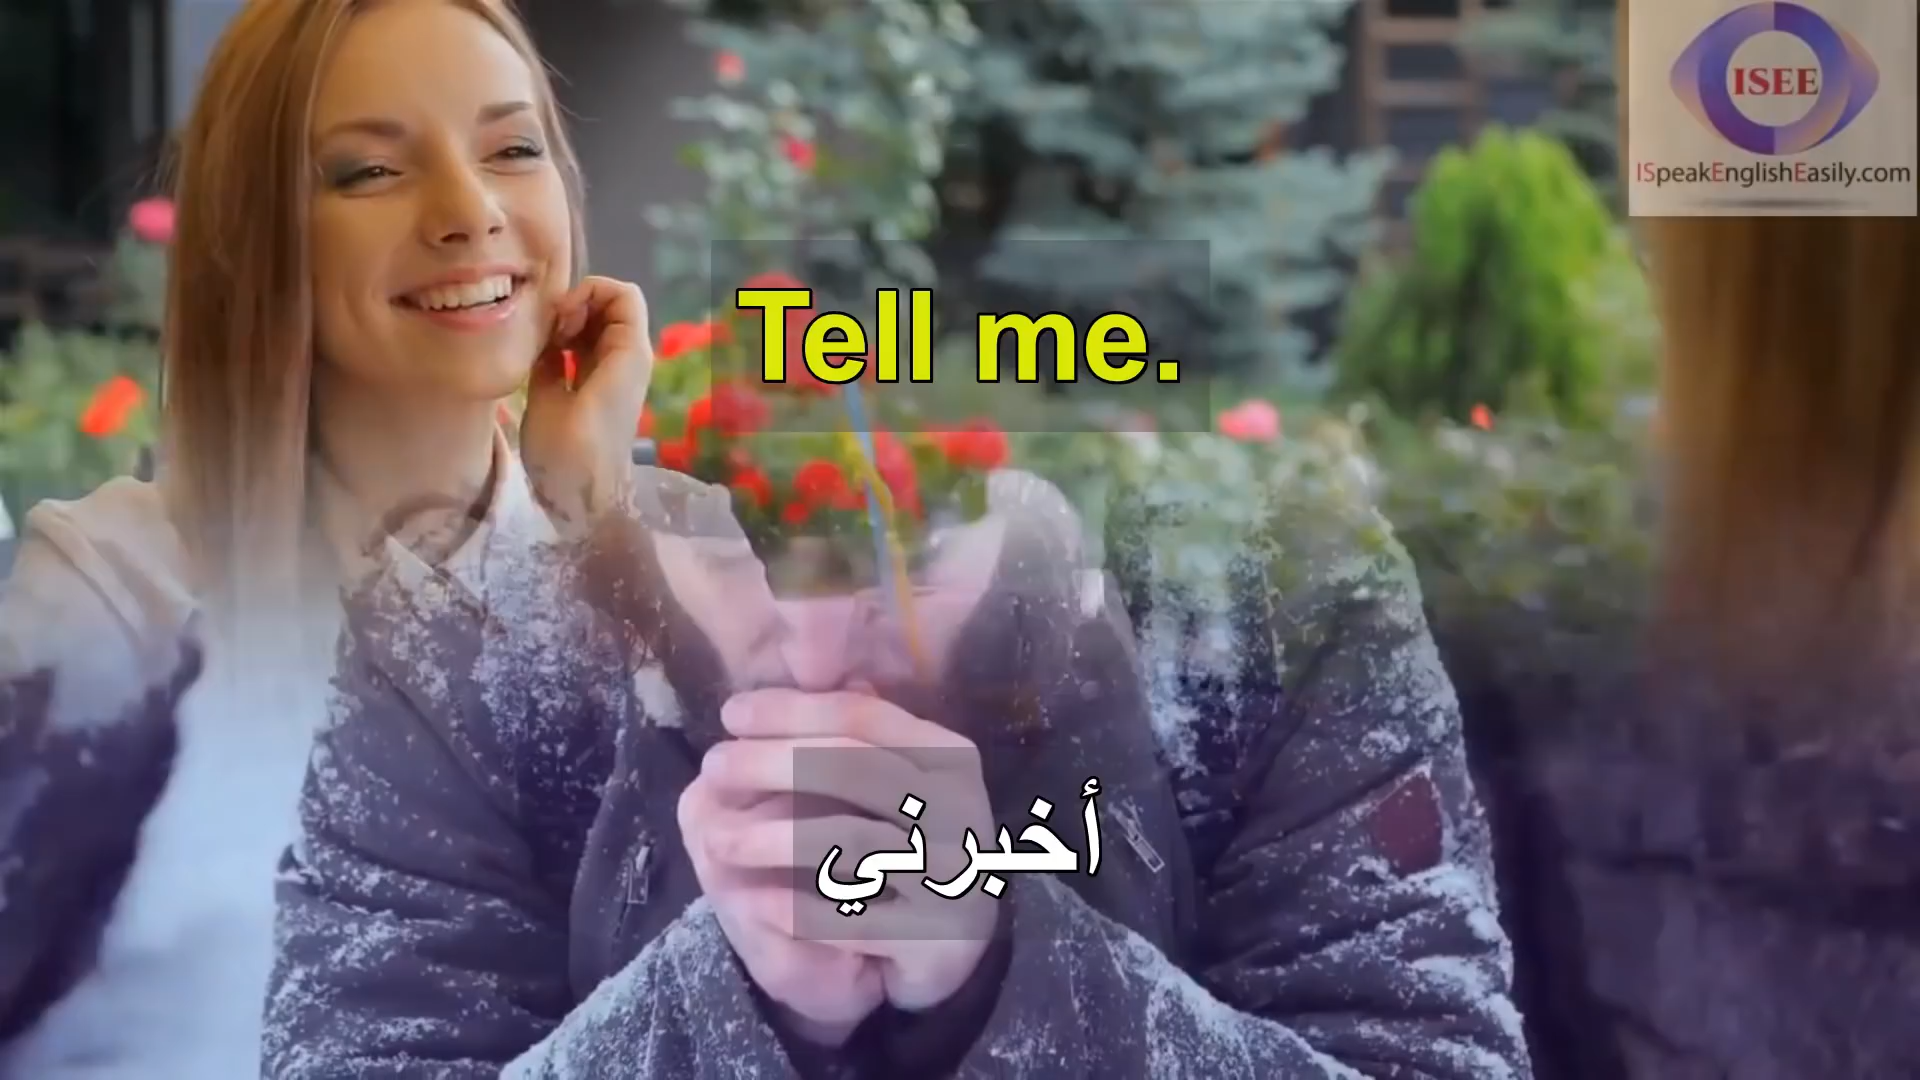 ISEE
ISpeakEnglishEasily.com
Tell me.
أخبرني